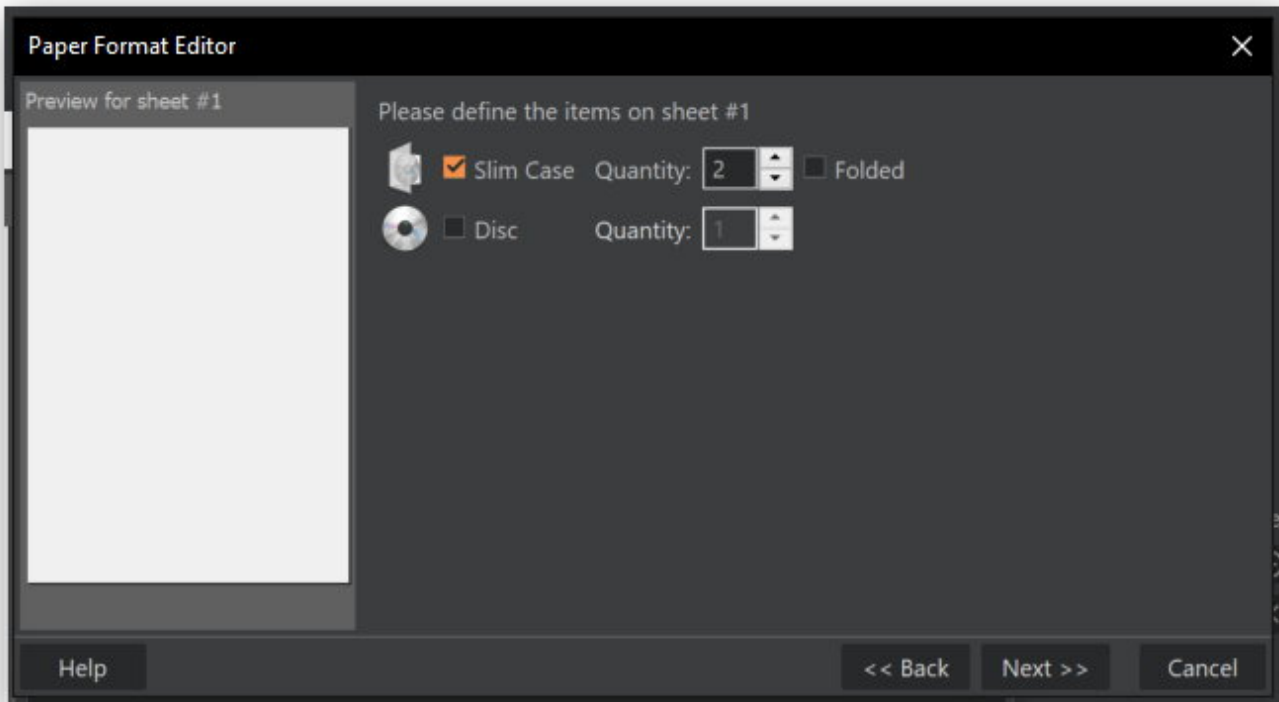 Paper Format Editor
Preview for sheet #1
Please define the items on sheet #1
Slim Case Quantity: 2 Folded
Disc Quantity: 1
Help << Back Next >> Cancel